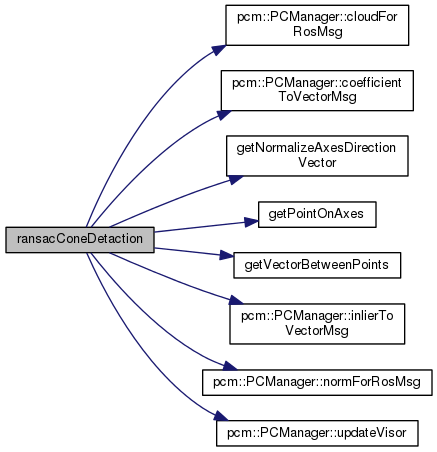 pcm::PCManager::cloudFor
RosMsg
pcm::PCManager::coefficient
ToVectorMsg
getNormalizeAxesDirection
Vector
getPointOnAxes
ransacConeDetaction
getVectorBetweenPoints
pcm::PCManager::inlierTo
VectorMsg
pcm::PCManager::normForRosMsg
pcm::PCManager::updateVisor